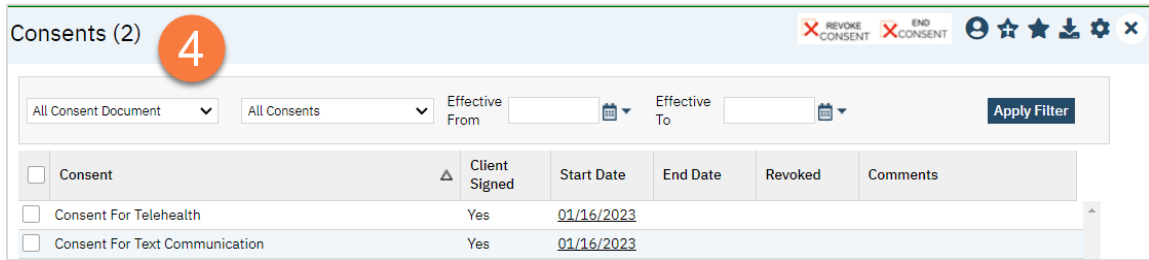 Consents (2)
4
REVOKE CONSENT
END CONSENT
All Consent Document
All Consents
Effective From
Effective To
Apply Filter
Consent Client Signed Start Date End Date Revoked Comments
Consent For Telehealth Yes 01/16/2023
Consent For Text Communication Yes 01/16/2023